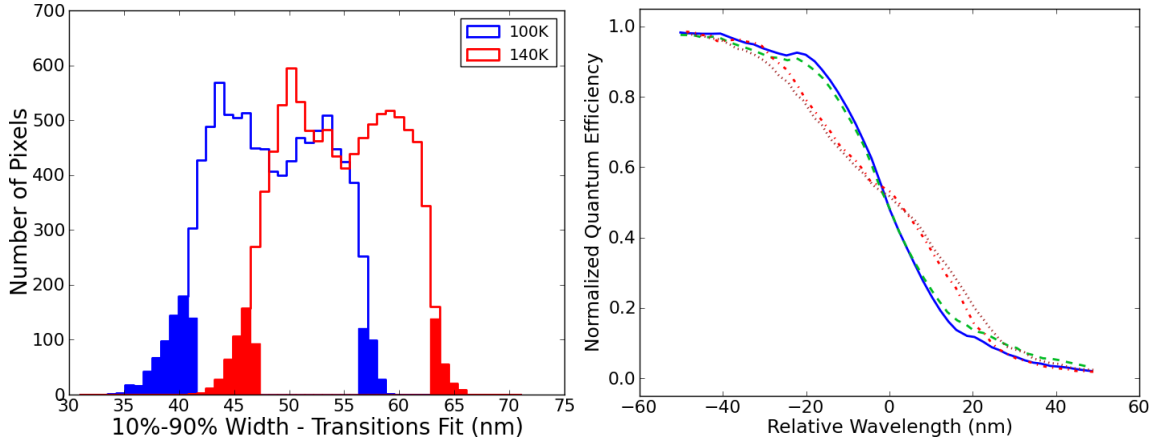 700
600
500
400
300
200
100
0
Number of Pixels
100K
140K
30 35 40 45 50 55 60 65 70 75
10%-90% Width - Transitions Fit (nm)
1.0
0.8
0.6
0.4
0.2
0.0
Normalized Quantum Efficiency
−60 −40 −20 0 20 40 60
Relative Wavelength (nm)